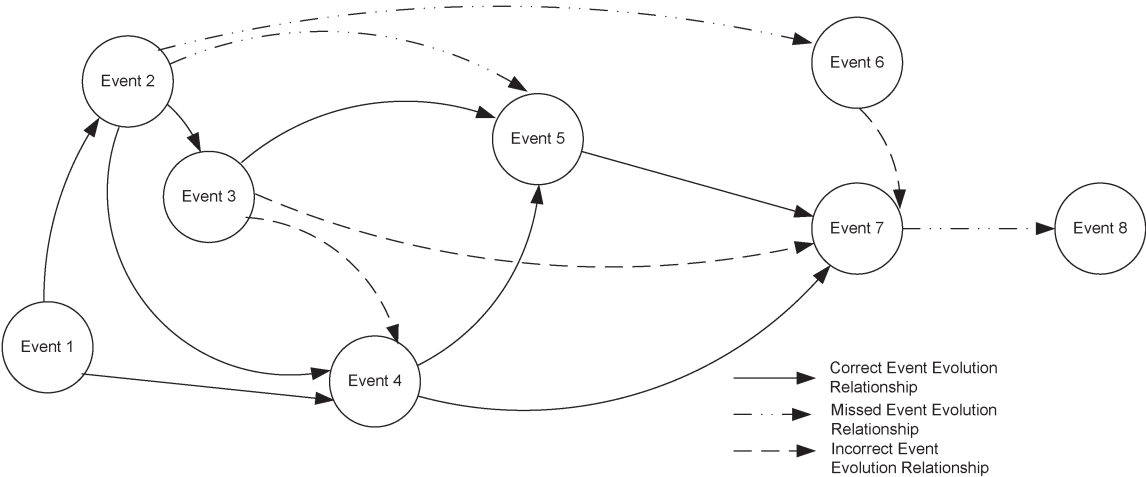 Event 6
Event 2
Event 5
Event 3
Event 7
Event 8
Event 1
Event 4
Correct Event Evolution
Relationship
Missed Event Evolution
Relationship
Incorrect Event
Evolution Relationship